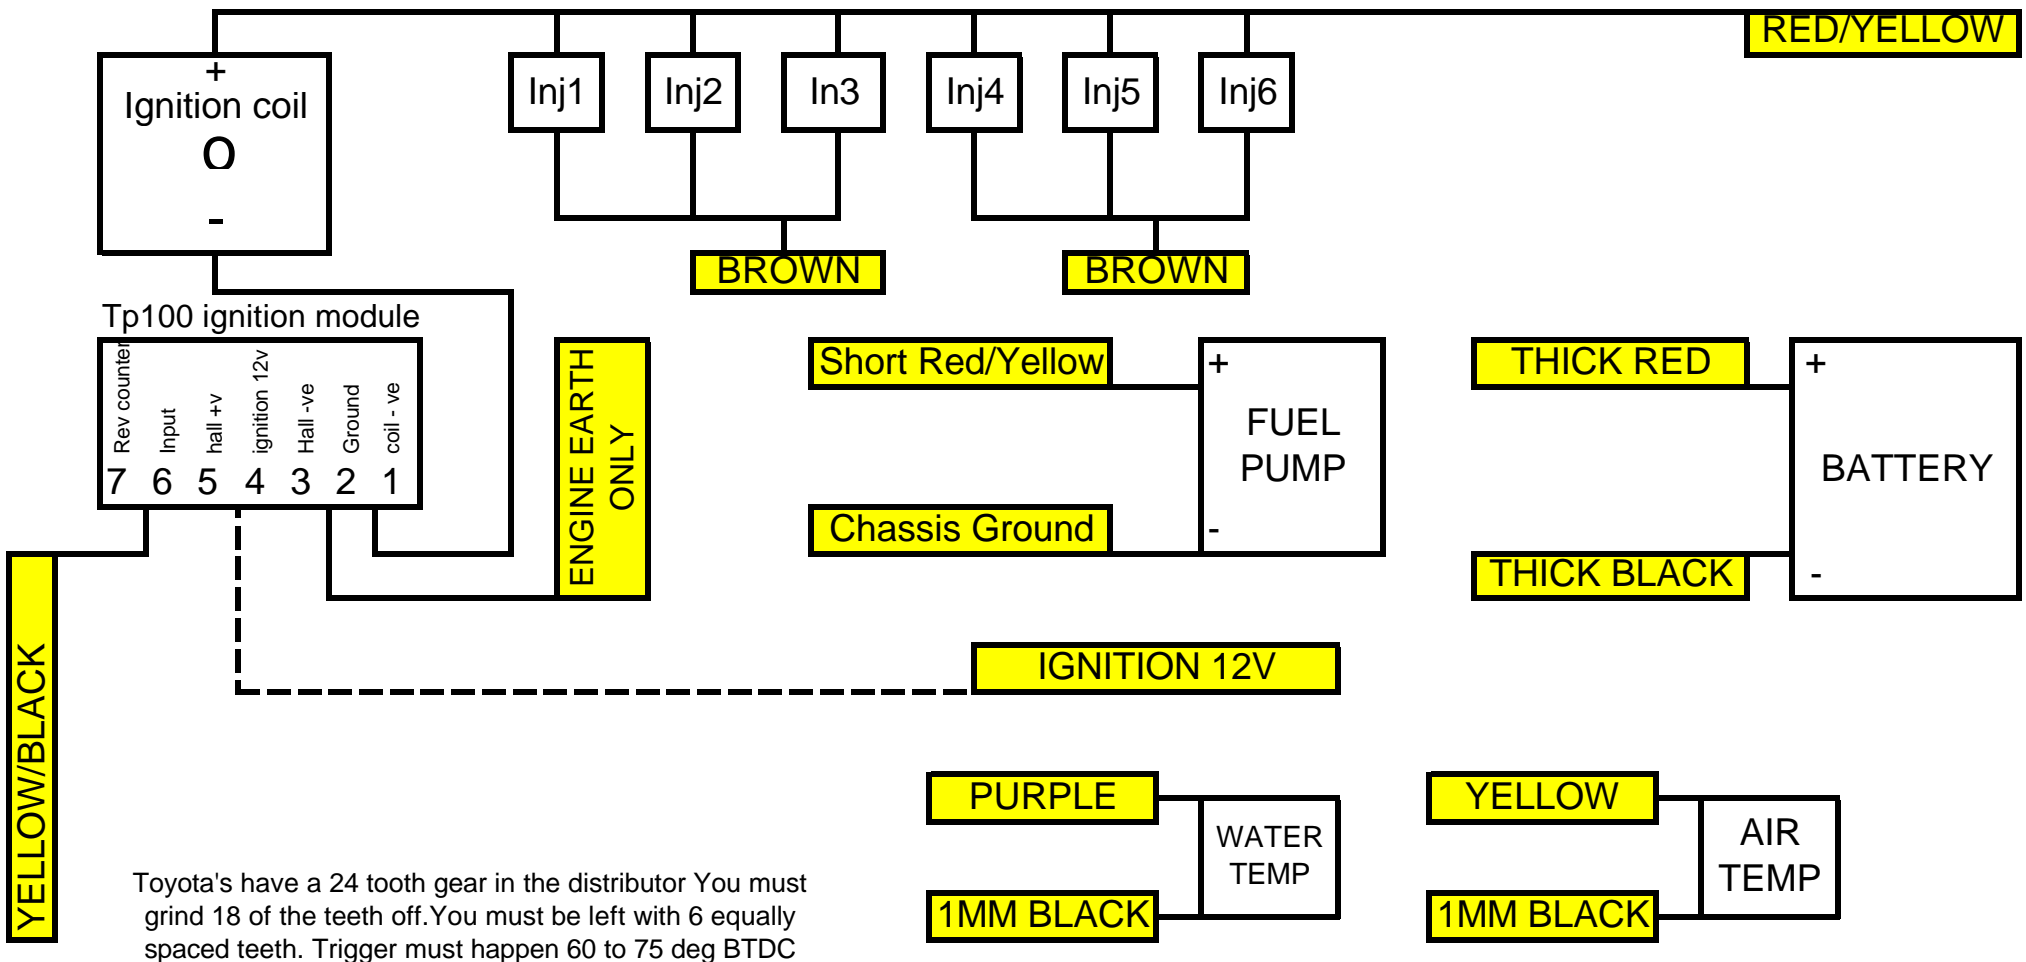 RED/YELLOW
+
Ignition coil
O
-
Inj1
Inj2
In3
Inj4
Inj5
Inj6
BROWN
BROWN
Tp100 ignition module
Rev counter
Input
hall +v
ignition 12v
Hall -ve
Ground
coil - ve
7 6 5 4 3 2 1
ENGINE EARTH
ONLY
Short Red/Yellow
+
FUEL
PUMP
Chassis Ground
-
THICK RED
+
BATTERY
THICK BLACK
-
IGNITION 12V
YELLOW/BLACK
PURPLE
WATER
TEMP
1MM BLACK
YELLOW
AIR
TEMP
1MM BLACK
Toyota's have a 24 tooth gear in the distributor You must
grind 18 of the teeth off.You must be left with 6 equally
spaced teeth. Trigger must happen 60 to 75 deg BTDC